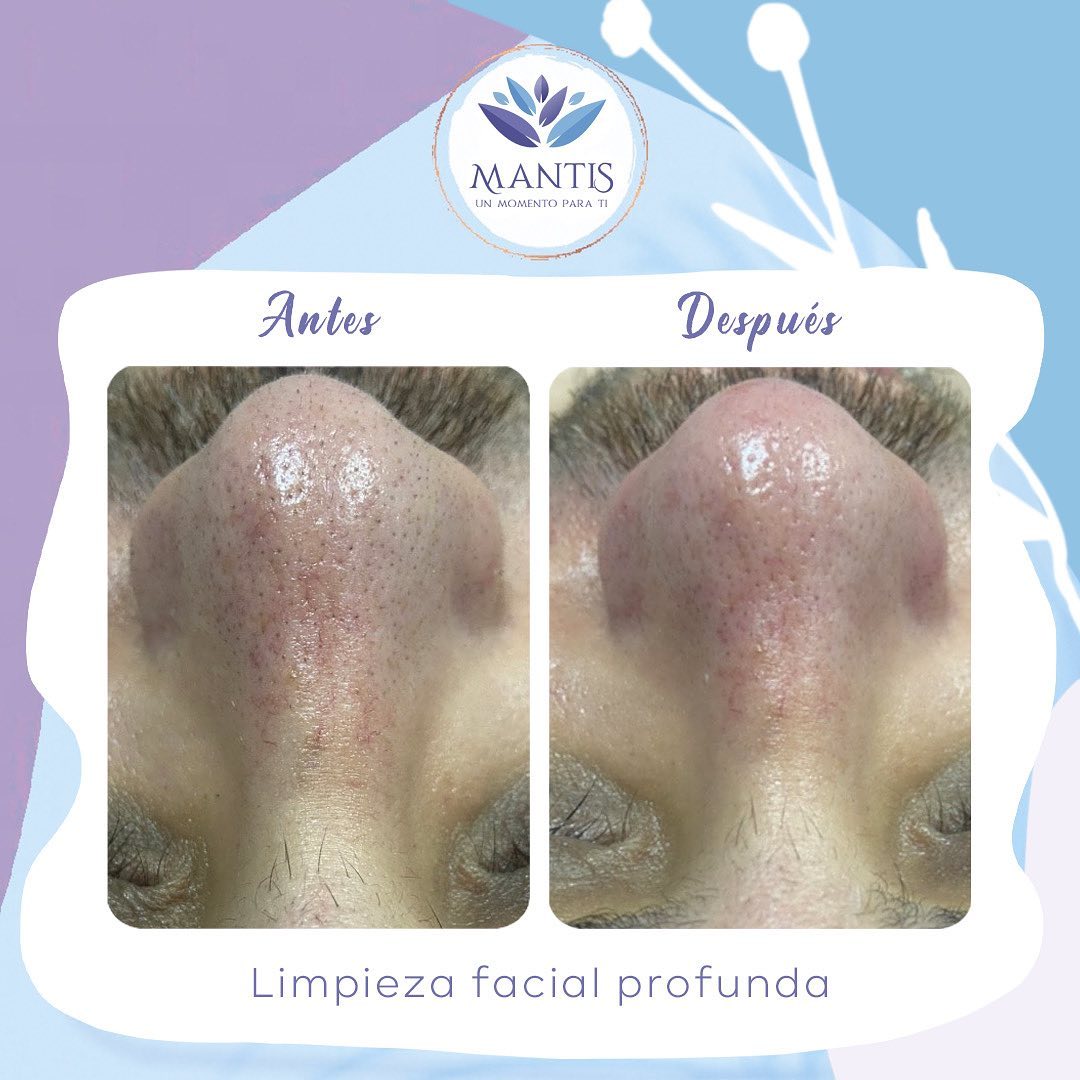 MANTIS
UN MOMENTO PARA TI
Antes
Después
Limpieza facial profunda